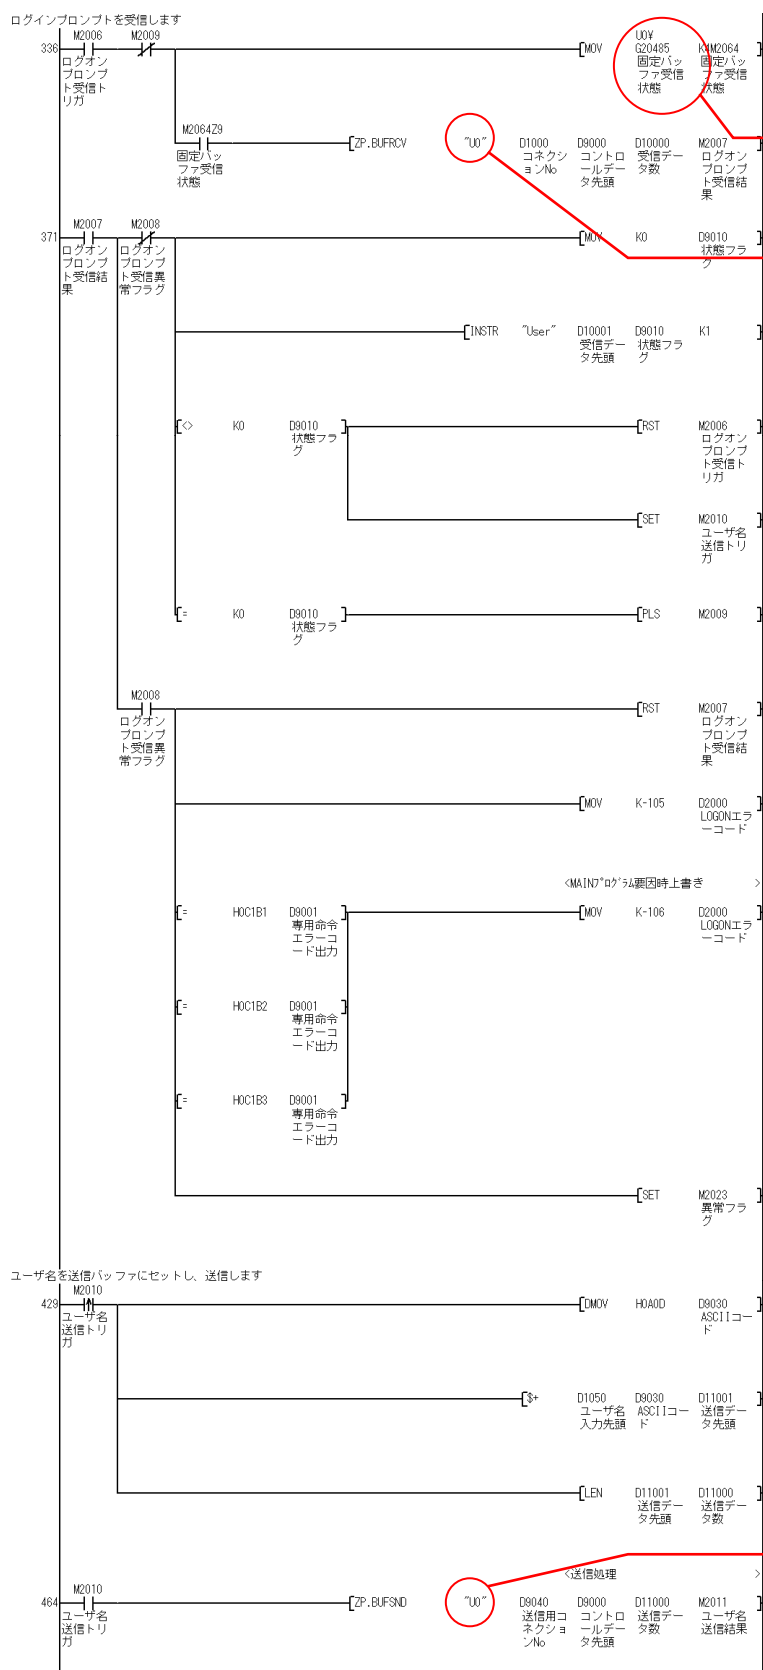 ログインプロンプトを受信します
M2006 M2009 U0¥
336 MOV G20485 K4M2064
ログオン 固定バッ 固定バッ
プロンプ ファ受信 ファ受信
ト受信ト 状態 状態
リガ
M2064Z9
ZP.BUFRCV "U0" D1000 D9000 D10000 M2007
固定バッ コネクシ コントロ 受信デー ログオン
ファ受信 ョンNo ールデー タ数 プロンプ
状態 タ先頭 ト受信結
果
M2007 M2008
371 MOV K0 D9010
ログオン ログオン 状態フラ
プロンプ プロンプ グ
ト受信結 ト受信異
果 常フラグ
INSTR "User" D10001 D9010 K1
受信デー 状態フラ
タ先頭 グ
<> K0 D9010 RST M2006
状態フラ ログオン
グ プロンプ
ト受信ト
リガ
SET M2010
ユーザ名
送信トリ
ガ
= K0 D9010 PLS M2009
状態フラ
グ
M2008
RST M2007
ログオン ログオン
プロンプ プロンプ
ト受信異 ト受信結
常フラグ 果
MOV K-105 D2000
LOGONエラ
ーコード
<MAINﾌﾟﾛｸﾞﾗﾑ要因時上書き >
= H0C1B1 D9001 MOV K-106 D2000
専用命令 LOGONエラ
エラーコ ーコード
ード出力
= H0C1B2 D9001
専用命令
エラーコ
ード出力
= H0C1B3 D9001
専用命令
エラーコ
ード出力
SET M2023
異常フラ
グ
ユーザ名を送信バッファにセットし、送信します
M2010
429 DMOV H0A0D D9030
ユーザ名 ASCIIコー
送信トリ ド
ガ
$+ D1050 D9030 D11001
ユーザ名 ASCIIコー 送信デー
入力先頭 ド タ先頭
LEN D11001 D11000
送信デー 送信デー
タ先頭 タ数
<送信処理 >
M2010
464 ZP.BUFSND "U0" D9040 D9000 D11000 M2011
ユーザ名 送信用コ コントロ 送信デー ユーザ名
送信トリ ネクショ ールデー タ数 送信結果
ガ ンNo タ先頭